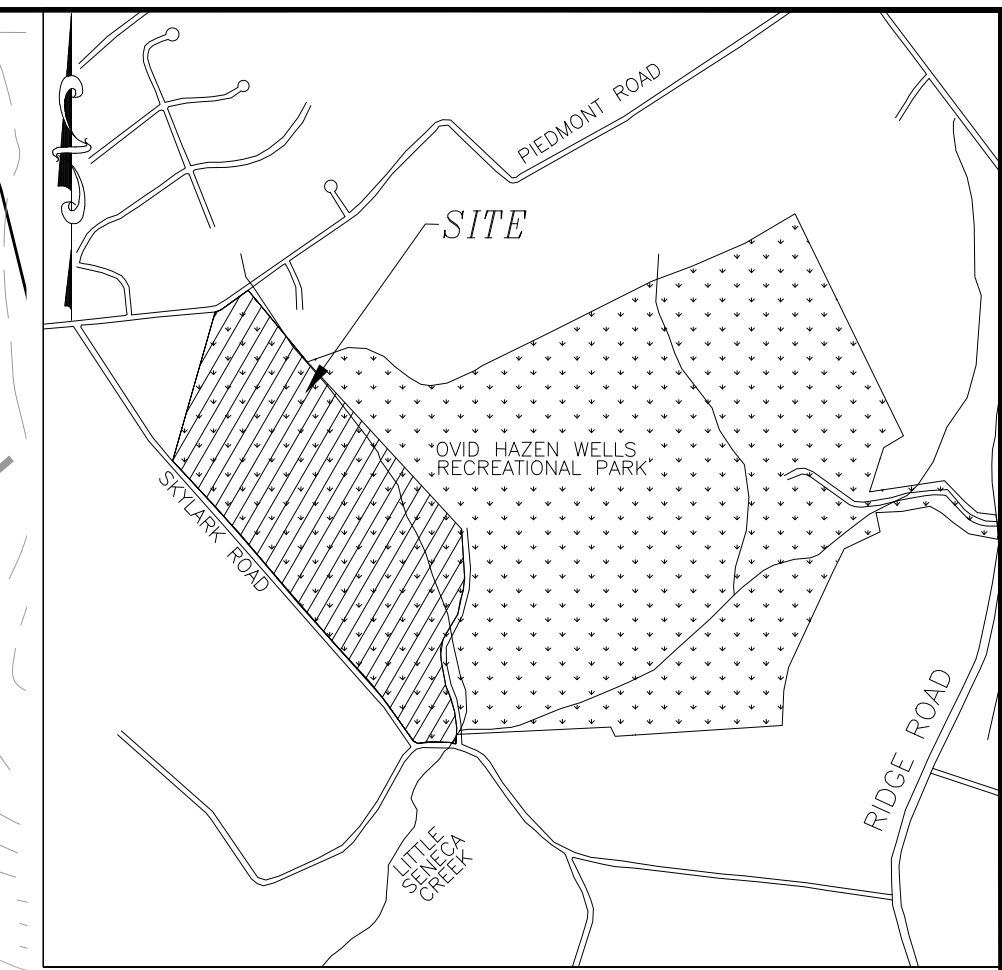 PIEDMONT ROAD
SITE
OVID HAZEN WELLS
RECREATIONAL PARK
SKYLARK ROAD
RIDGE ROAD
LITTLE
SENECA
CREEK